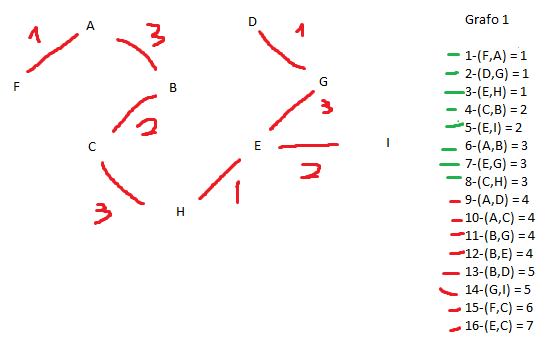 Grafo 1
1 A 3 D 1
F B G
2 3
C E I
3 H 1 2
1-(F,A) = 1
2-(D,G) = 1
3-(E,H) = 1
4-(C,B) = 2
5-(E,I) = 2
6-(A,B) = 3
7-(E,G) = 3
8-(C,H) = 3
9-(A,D) = 4
10-(A,C) = 4
11-(B,G) = 4
12-(B,E) = 4
13-(B,D) = 5
14-(G,I) = 5
15-(F,C) = 6
16-(E,C) = 7